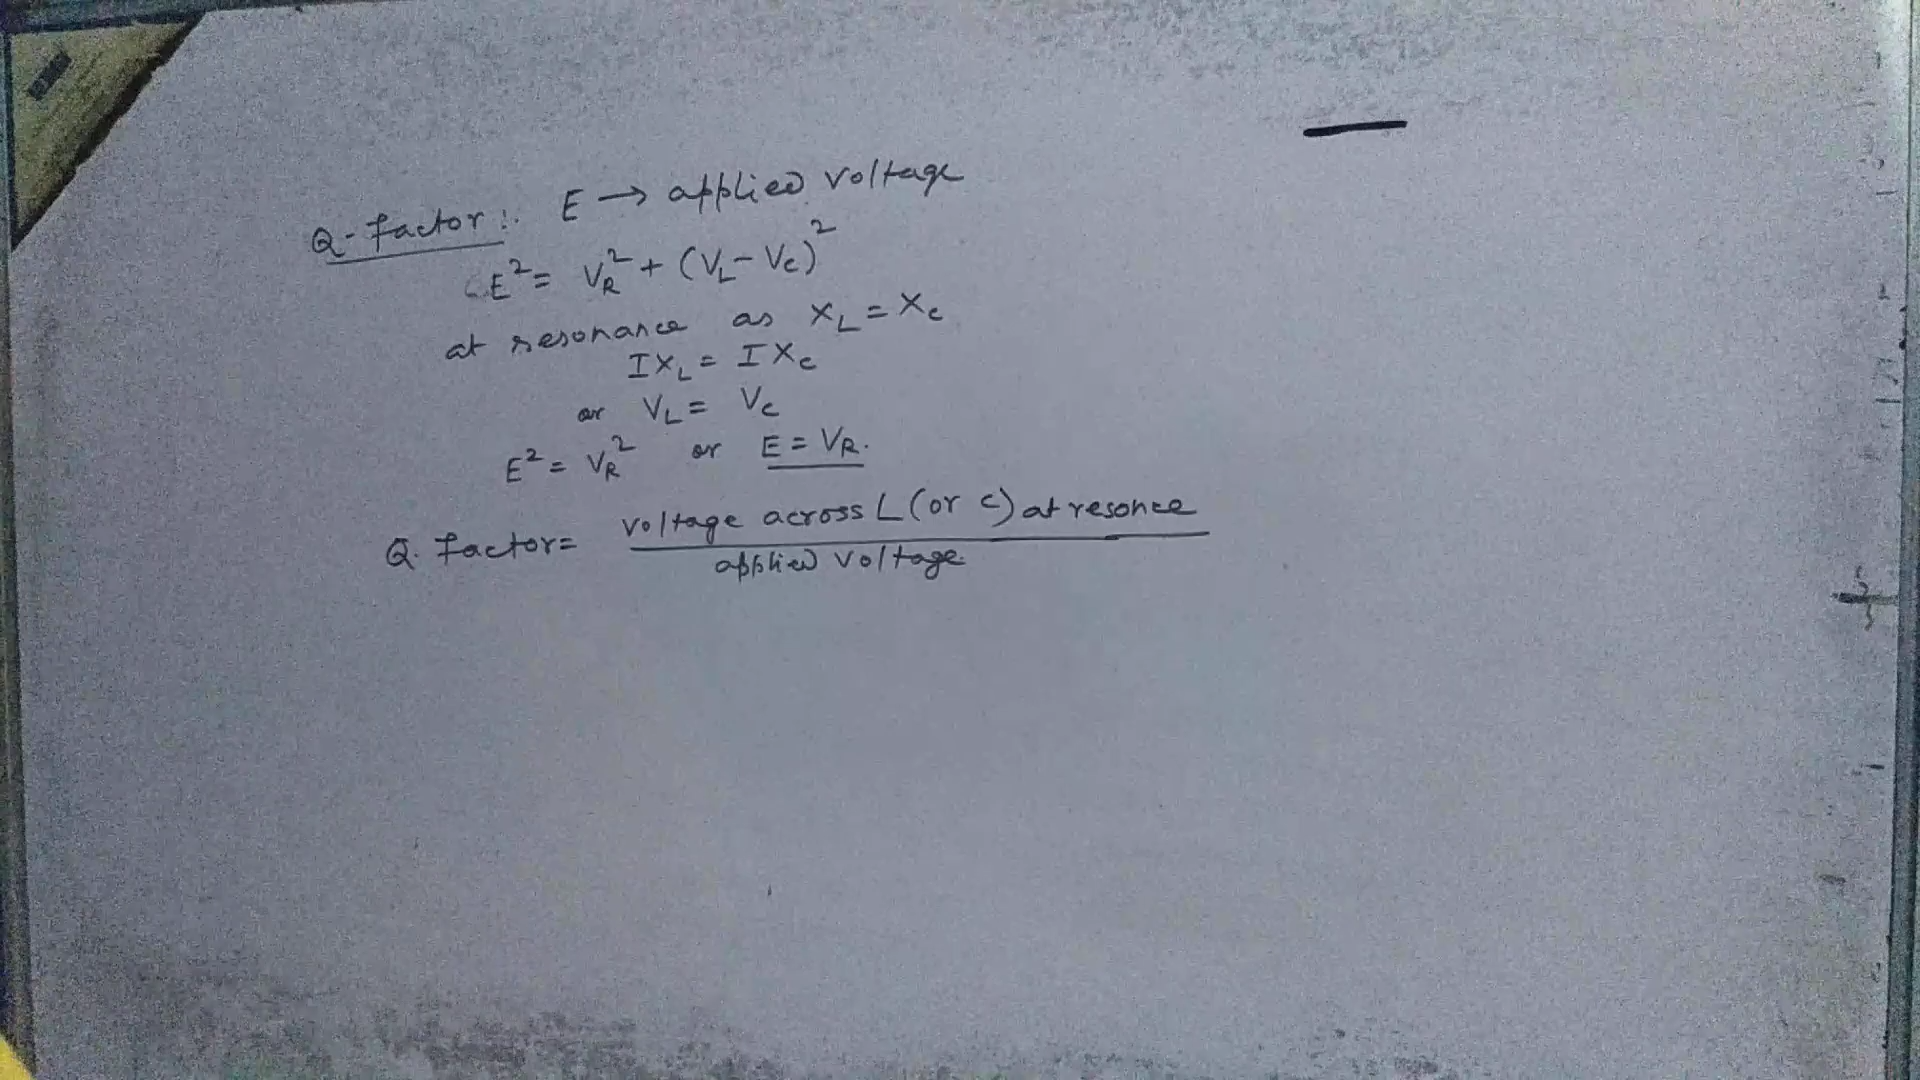 Q-factor:. E → applied voltage
E² = V_R² + (V_L - V_C)²
at resonance as X_L = X_C
IX_L = IX_C
or V_L = V_C
E² = V_R² or E = V_R.
Q. factor = voltage across L (or C) at resonce
applied voltage.